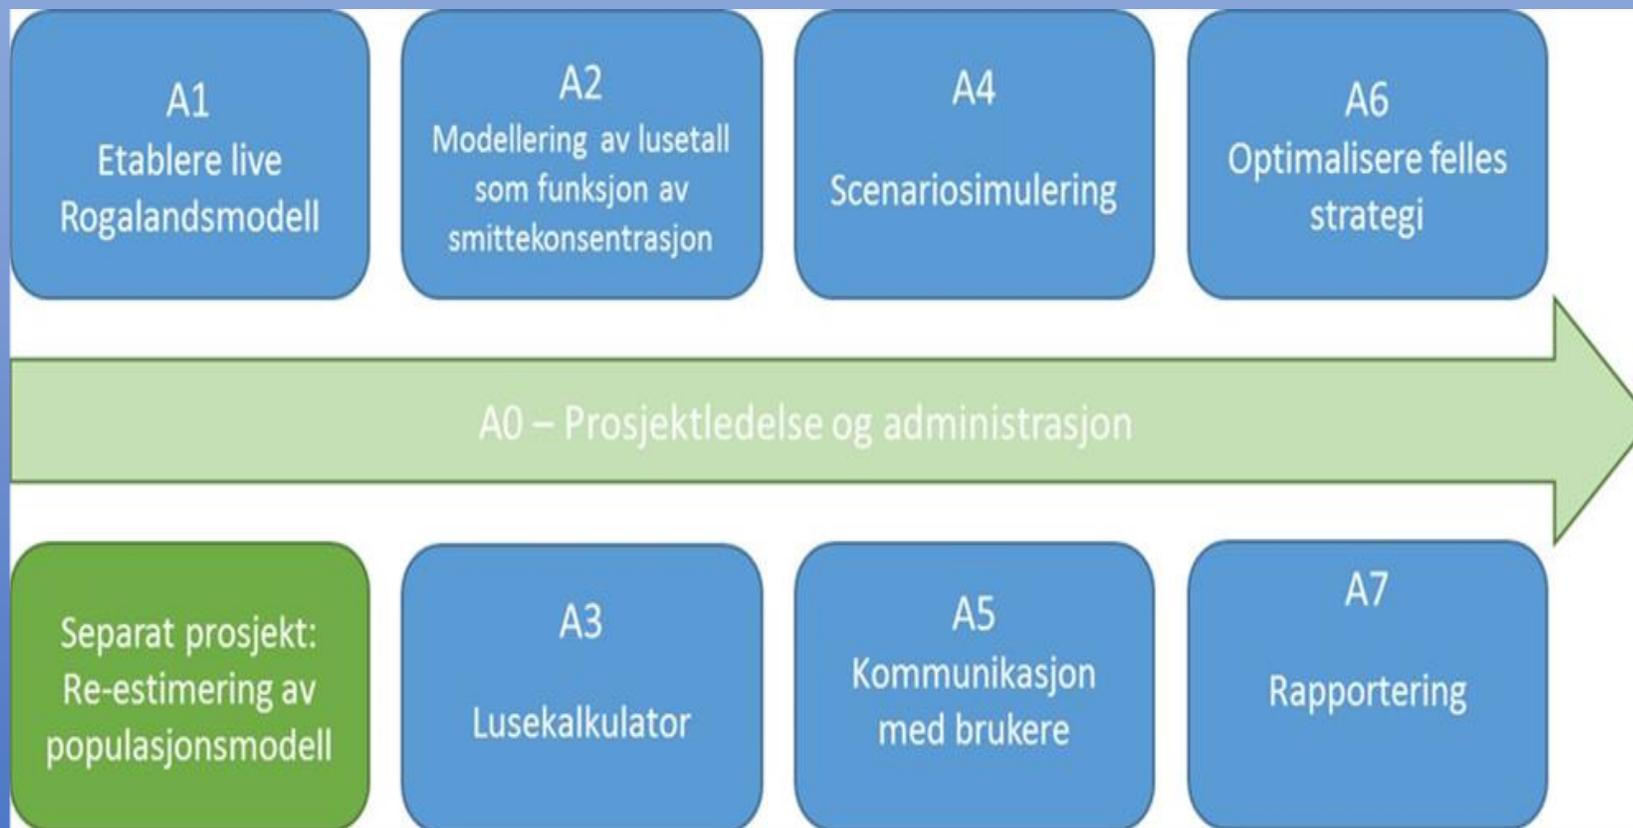 A1
Etablere live
Rogalandsmodell
A2
Modellering av lusetall
som funksjon av
smittekonsentrasjon
A4
Scenariosimulering
A6
Optimalisere felles
strategi
A0 – Prosjektledelse og administrasjon
Separat prosjekt:
Re-estimering av
populasjonsmodell
A3
Lusekalkulator
A5
Kommunikasjon
med brukere
A7
Rapportering